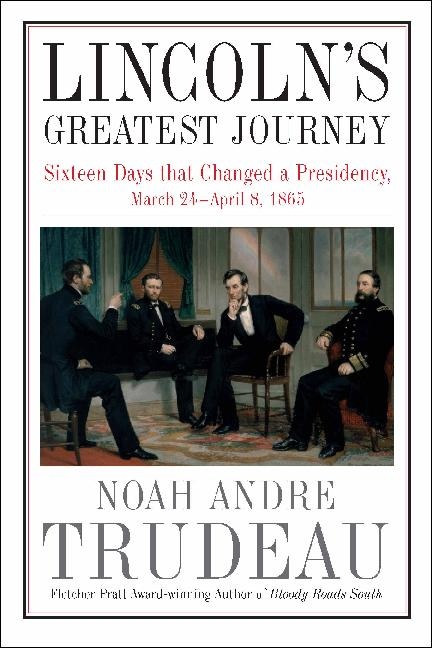 LINCOLN'S
GREATEST JOURNEY
Sixteen Days that Changed a Presidency,
March 24–April 8, 1865
NOAH ANDRE
TRUDEAU
Fletcher Pratt Award-winning Author of Bloody Roads South